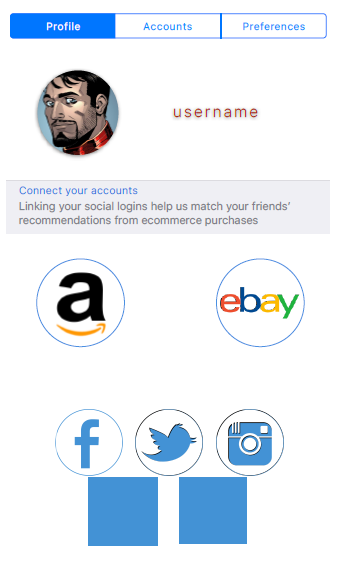 Profile
Accounts
Preferences
username
Connect your accounts
Linking your social logins help us match your friends’
recommendations from ecommerce purchases
a
ebay
f